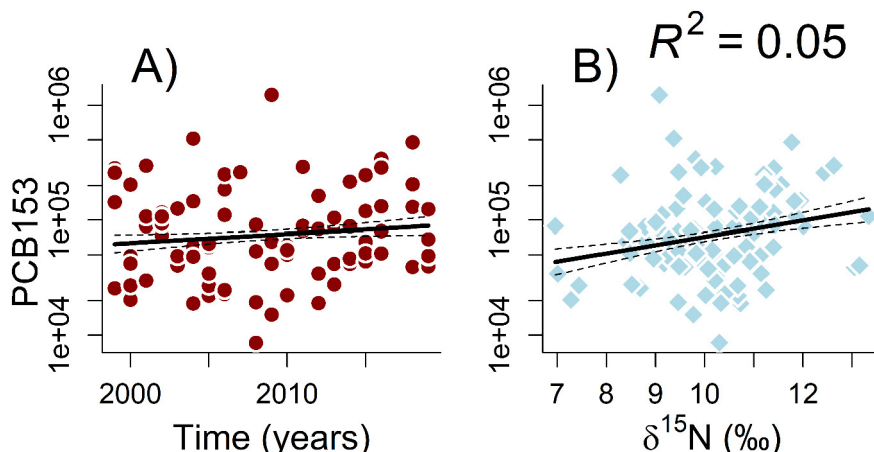 A)
B)
R² = 0.05
PCB153
1e+06
1e+05
1e+04
2000 2010
Time (years)
1e+06
1e+05
1e+04
7 8 9 10 12
δ¹⁵N (‰)